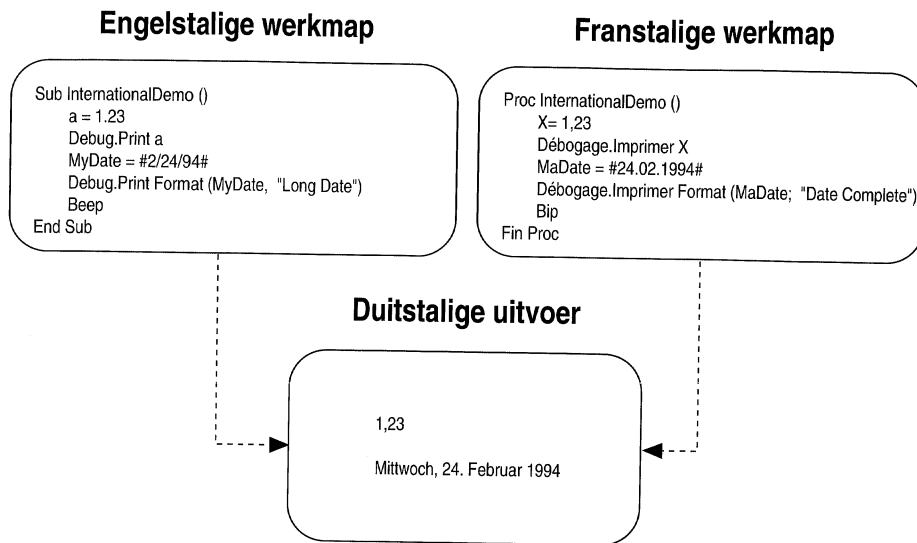 Engelstalige werkmap
Sub InternationalDemo ()
a = 1.23
Debug.Print a
MyDate = #2/24/94#
Debug.Print Format (MyDate, "Long Date")
Beep
End Sub
Franstalige werkmap
Proc InternationalDemo ()
X= 1,23
Débogage.Imprimer X
MaDate = #24.02.1994#
Débogage.Imprimer Format (MaDate; "Date Complete")
Bip
Fin Proc
Duitstalige uitvoer
1,23
Mittwoch, 24. Februar 1994